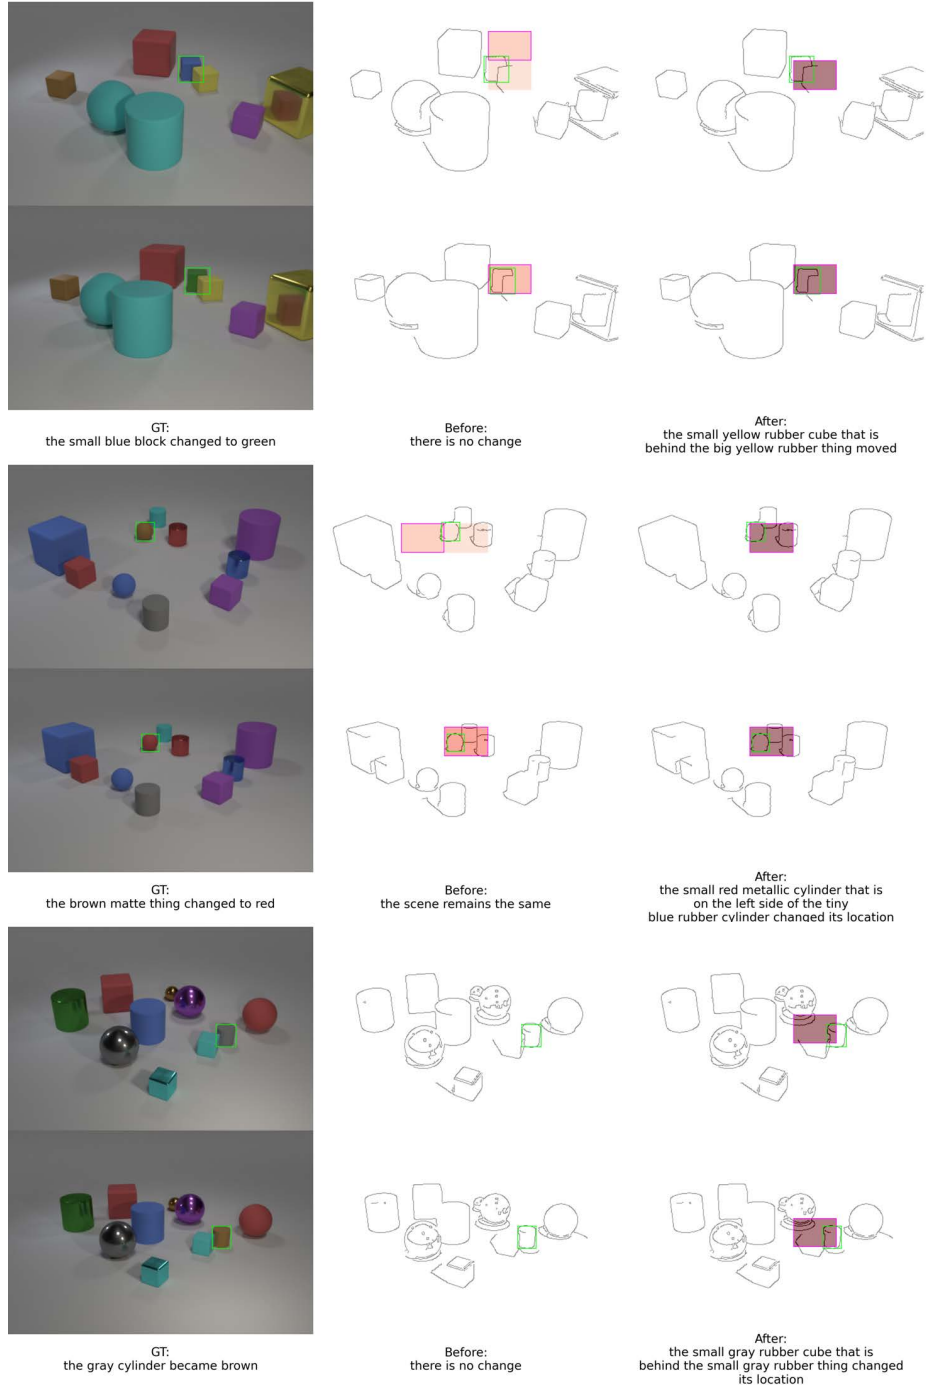 GT:
the small blue block changed to green
Before:
there is no change
After:
the small yellow rubber cube that is
behind the big yellow rubber thing moved
GT:
the brown matte thing changed to red
Before:
the scene remains the same
After:
the small red metallic cylinder that is
on the left side of the tiny
blue rubber cylinder changed its location
GT:
the gray cylinder became brown
Before:
there is no change
After:
the small gray rubber cube that is
behind the small gray rubber thing changed
its location